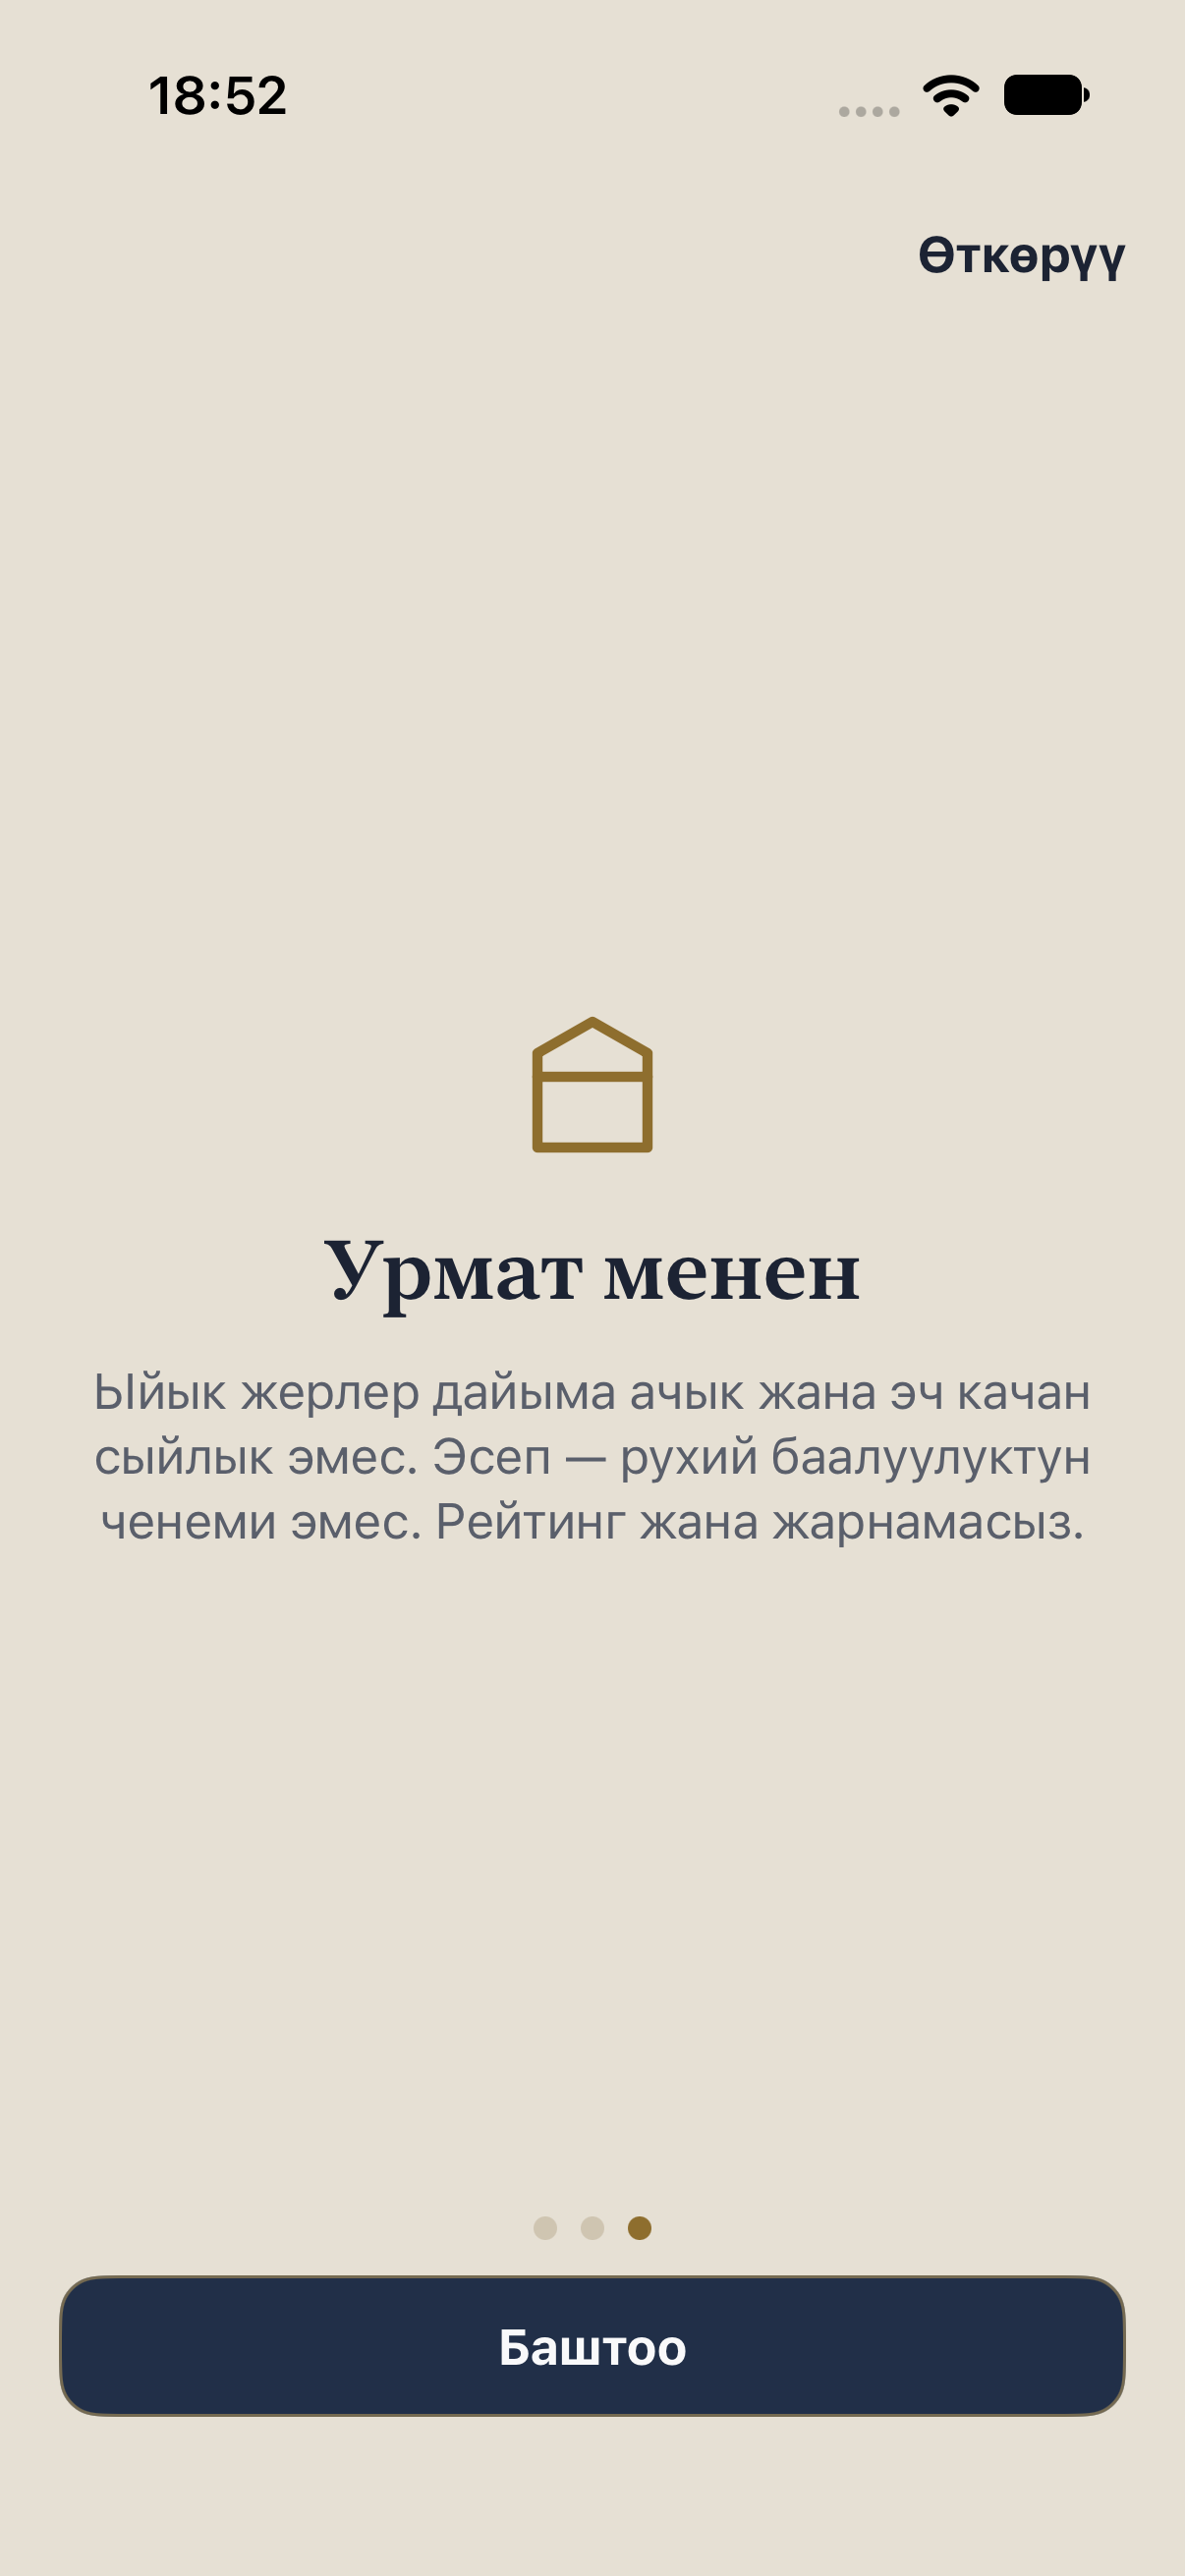 18:52
Өткөрүү
Урмат менен
Ыйык жерлер дайыма ачык жана эч качан
сыйлык эмес. Эсеп — рухий баалуулуктун
ченеми эмес. Рейтинг жана жарнамасыз.
Баштоо